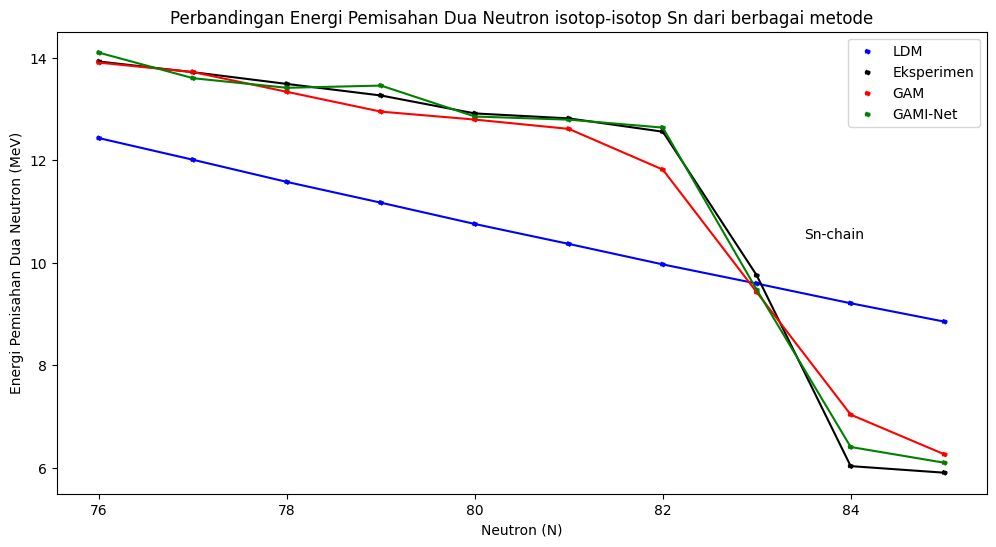 Perbandingan Energi Pemisahan Dua Neutron isotop-isotop Sn dari berbagai metode
LDM
Eksperimen
GAM
GAMI-Net
Energi Pemisahan Dua Neutron (MeV)
14
12
10
8
6
Sn-chain
76
78
80
82
84
Neutron (N)